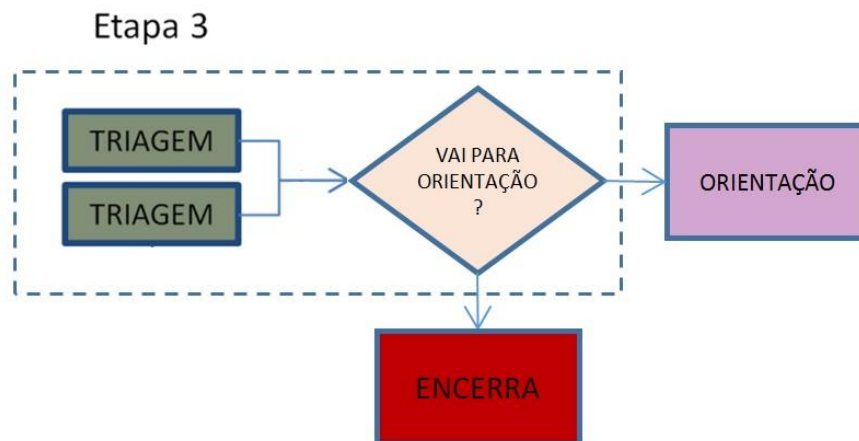 Etapa 3
TRIAGEM
TRIAGEM
VAI PARA
ORIENTAÇÃO
?
ORIENTAÇÃO
ENCERRA